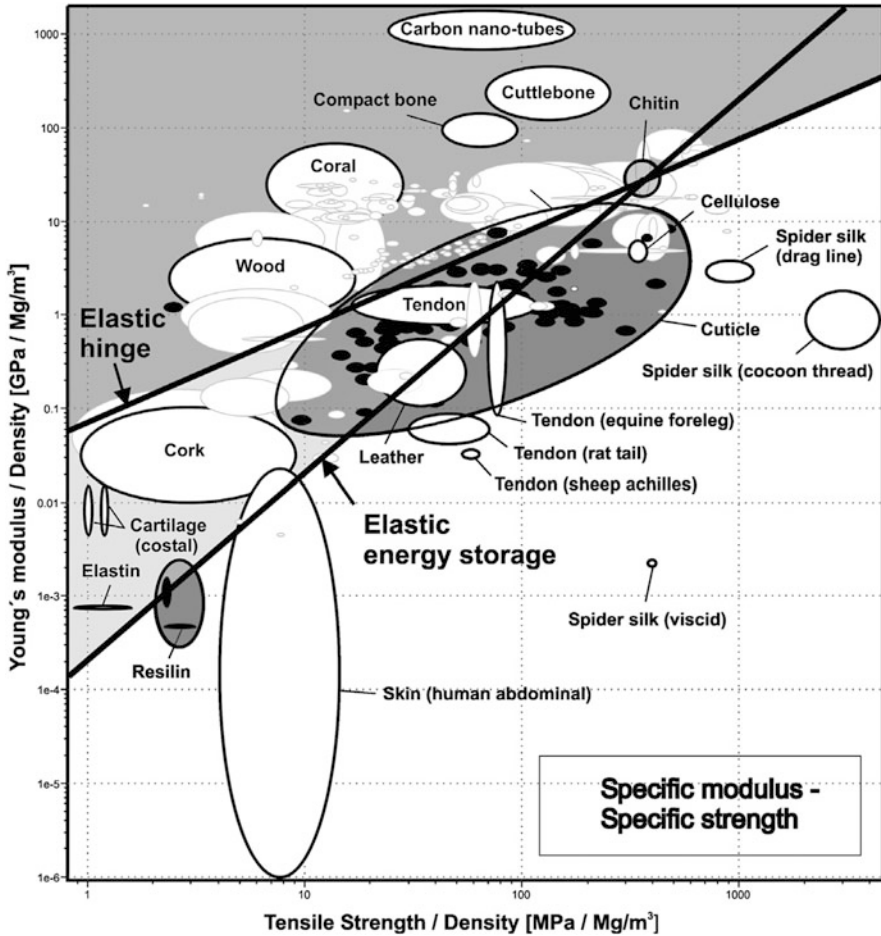 Young´s modulus / Density [GPa / Mg/m³]
1000
100
10
1
0.1
0.01
1e-3
1e-4
1e-5
1e-6
Carbon nano-tubes
Cuttlebone
Compact bone
Chitin
Coral
Cellulose
Spider silk
(drag line)
Wood
Tendon
Elastic
hinge
Cuticle
Spider silk (cocoon thread)
Tendon (equine foreleg)
Leather
Tendon (rat tail)
Cork
Tendon (sheep achilles)
Cartilage
(costal)
Elastic
energy storage
Elastin
Spider silk (viscid)
Resilin
Skin (human abdominal)
Specific modulus -
Specific strength
1
10
100
1000
Tensile Strength / Density [MPa / Mg/m³]